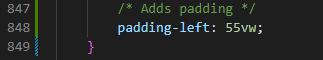 847 /* Adds padding */
848 padding-left: 55vw;
849 }